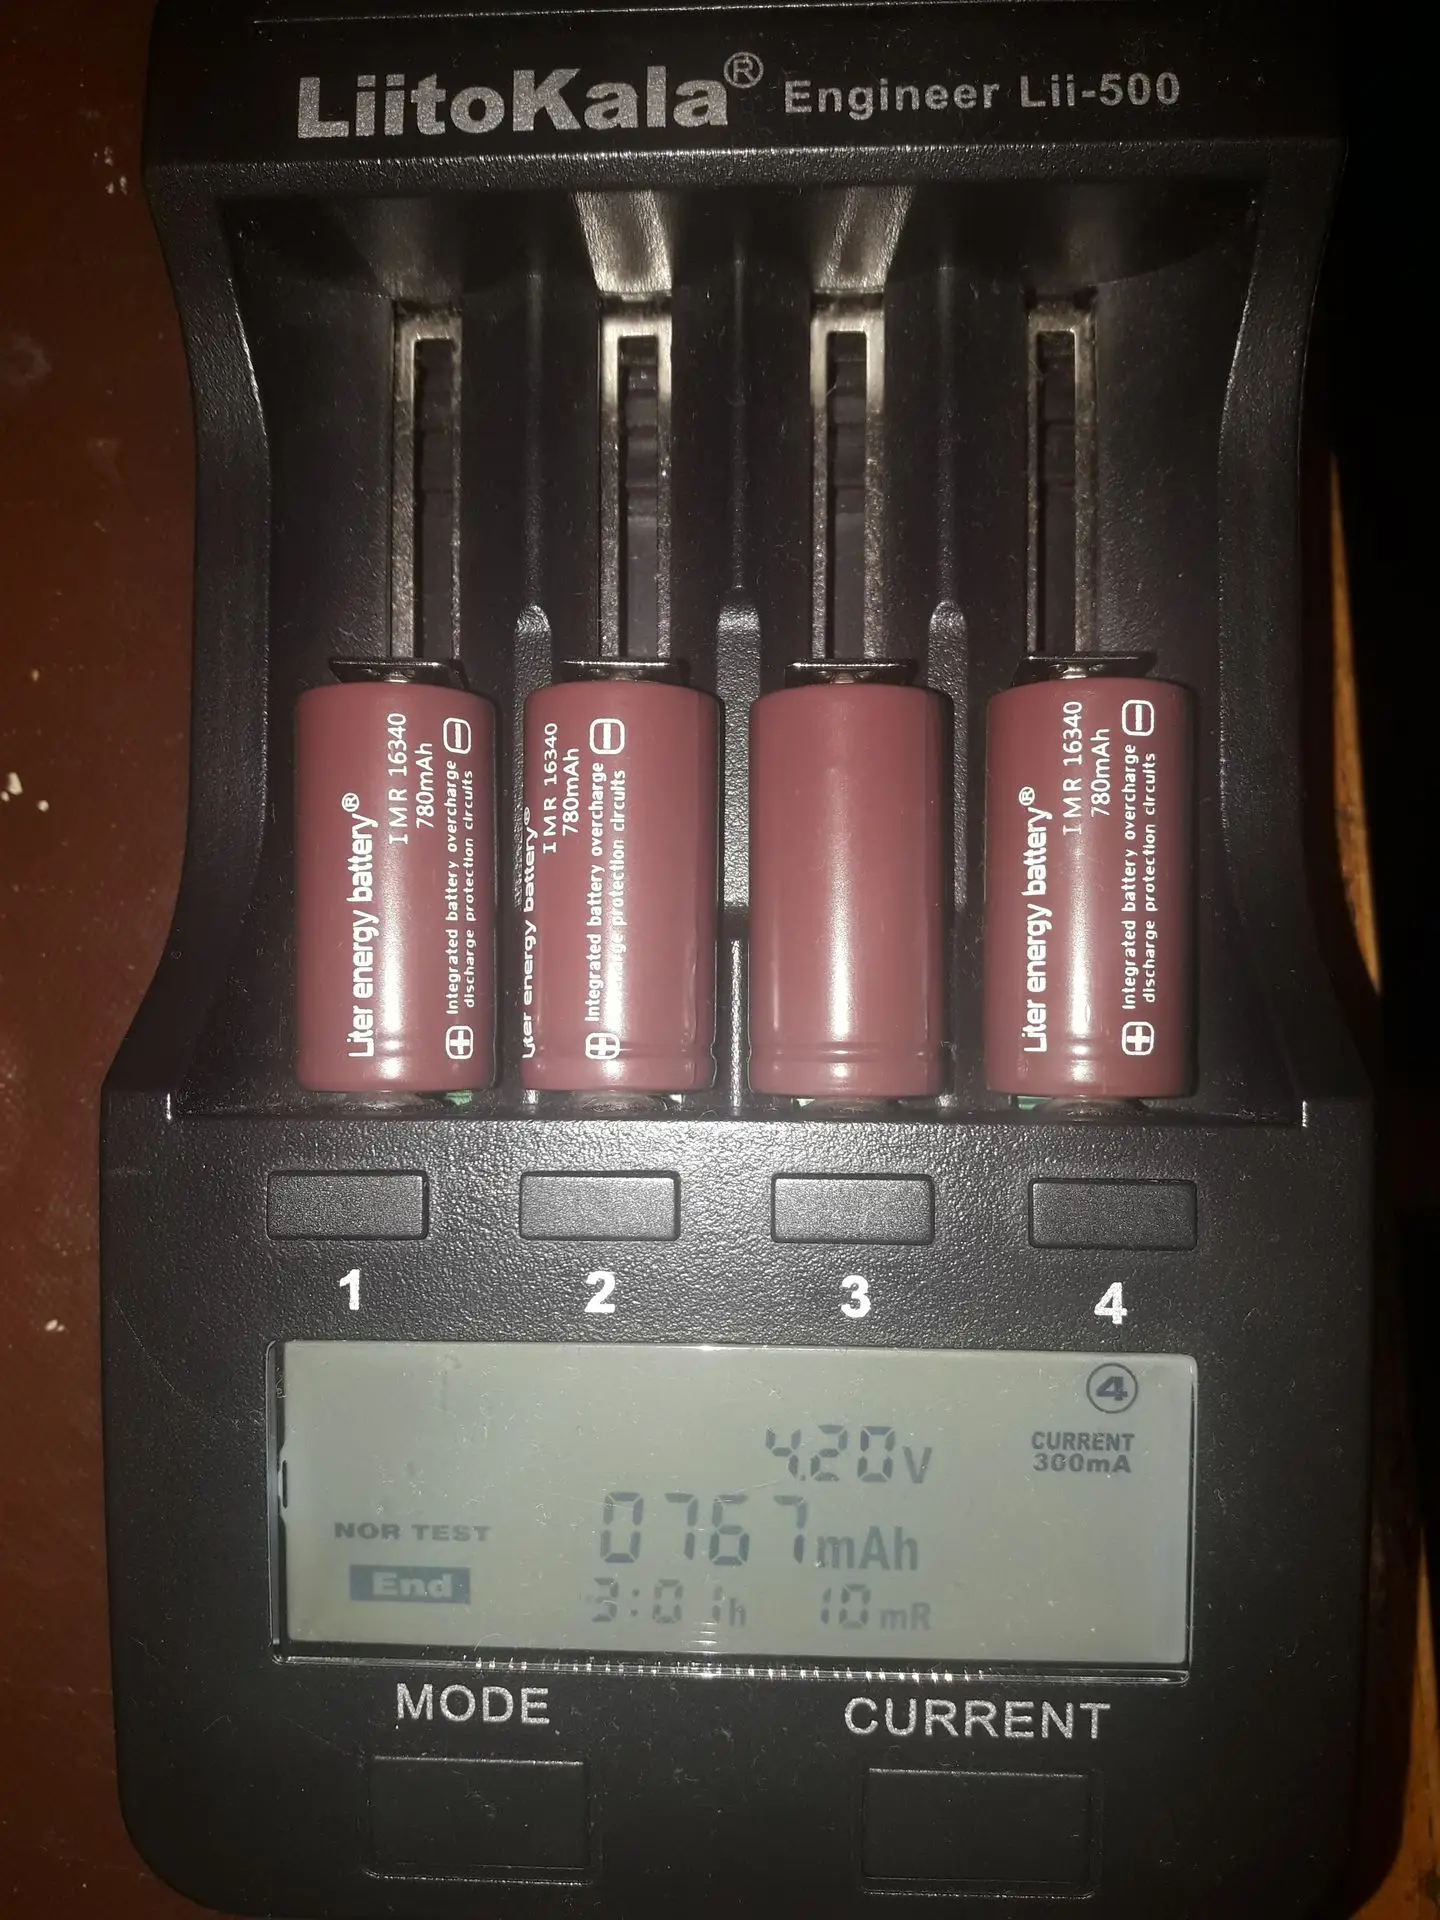 LiitoKala® Engineer Lii-500
Liter energy battery®
IMR 16340
780mAh
Integrated battery overcharge
discharge protection circuits
Liter energy battery®
IMR 16340
780mAh
Integrated battery overcharge
discharge protection circuits
Liter energy battery®
IMR 16340
780mAh
Integrated battery overcharge
discharge protection circuits
1 2 3 4
4
4.20V
CURRENT
300mA
NOR TEST
0767mAh
End
3:01h 10mR
MODE CURRENT